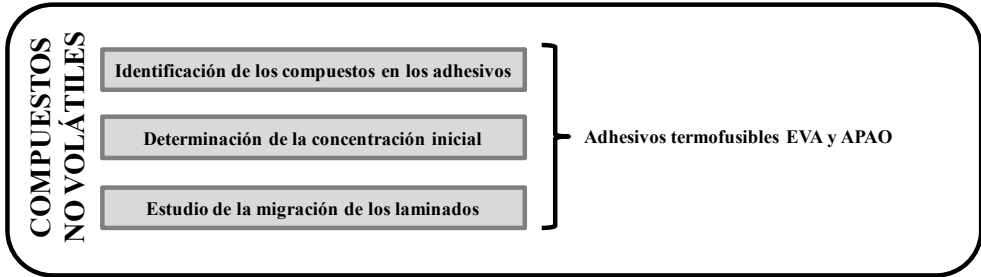 COMPUESTOS
NO VOLÁTILES
Identificación de los compuestos en los adhesivos
Determinación de la concentración inicial
Estudio de la migración de los laminados
Adhesivos termofusibles EVA y APAO